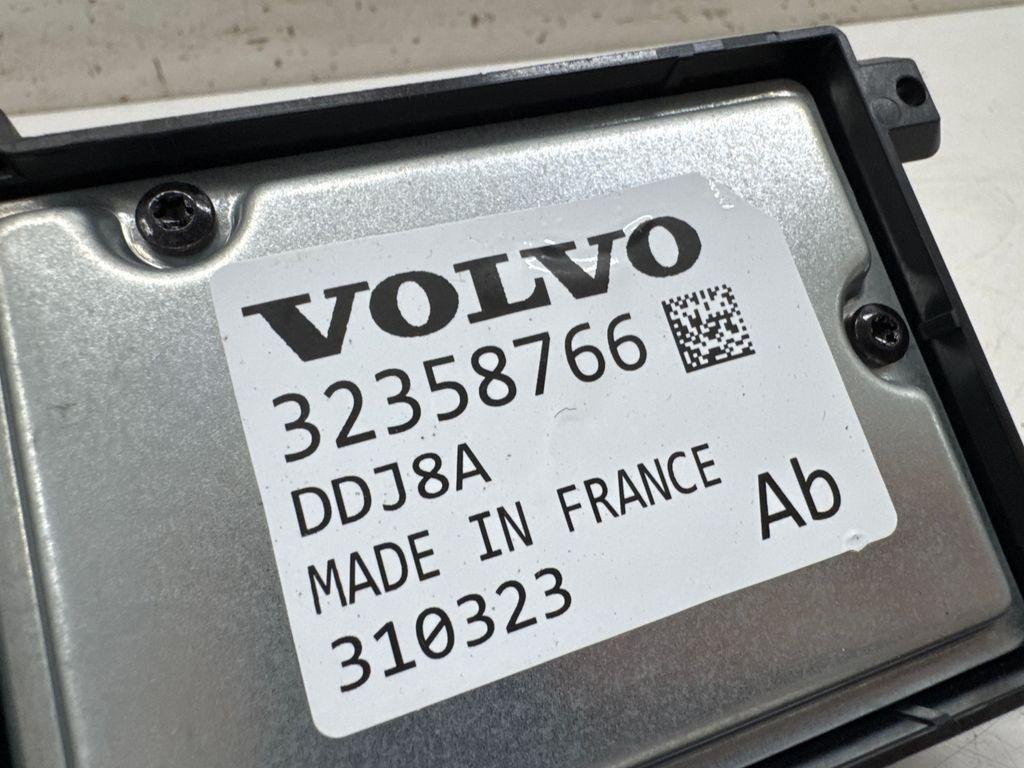 VOLVO
32358766
DDJ8A
MADE IN FRANCE
Ab
310323